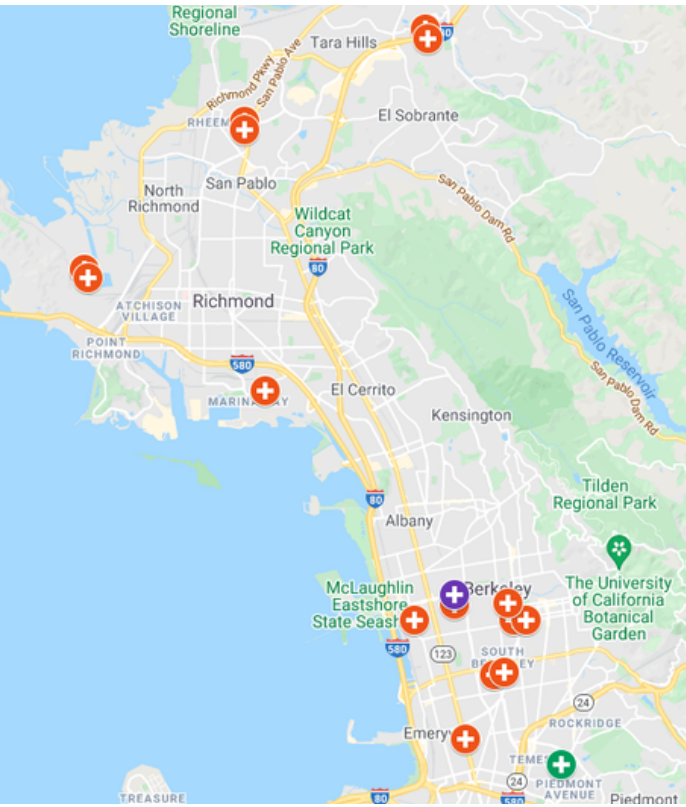 Regional
Shoreline
Tara Hills
80
Richmond Pkwy
San Pablo Ave
El Sobrante
RHEEM
San Pablo
San Pablo Dam Rd
North
Richmond
Wildcat
Canyon
Regional Park
80
Richmond
ATCHISON
VILLAGE
San Pablo Reservoir
POINT
RICHMOND
580
San Pablo Dam Rd
El Cerrito
MARINA BAY
Kensington
Tilden
Regional Park
80
Albany
McLaughlin
Eastshore
State Seash
Berkeley
The University
of California
Botanical
Garden
580
123
SOUTH
BERKELEY
24
ROCKRIDGE
Emeryv
TEMES
24
PIEDMONT
AVENUE
Piedmont
TREASURE
80
580